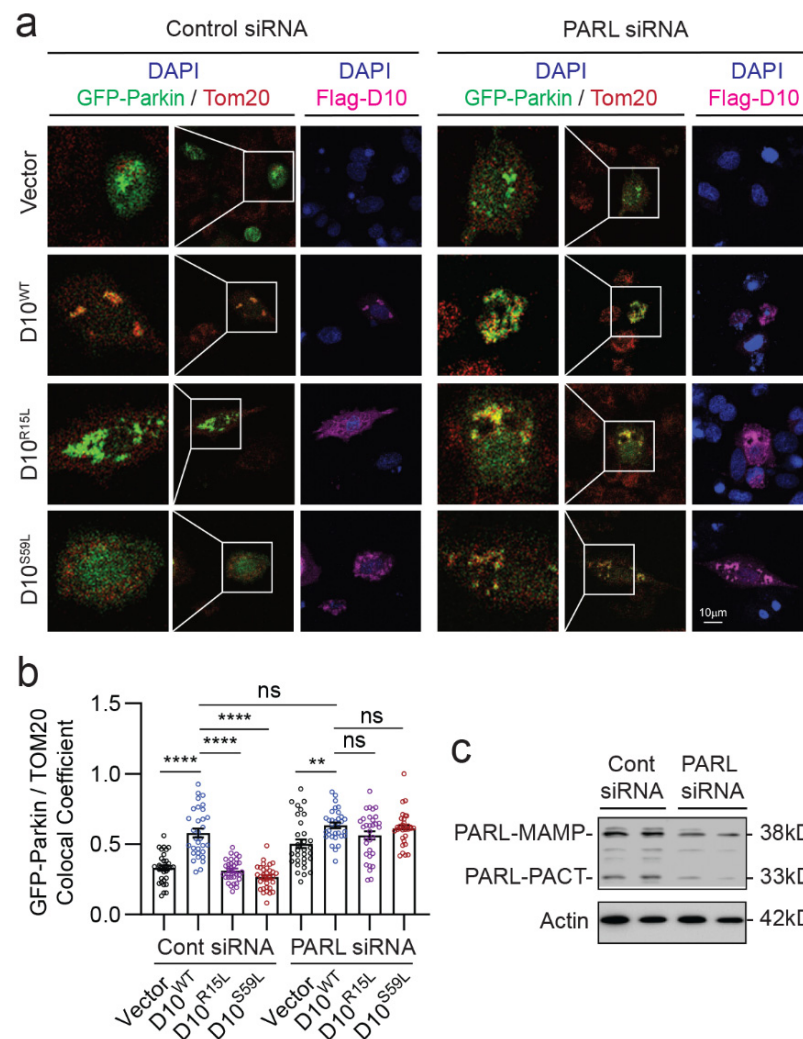 a
Control siRNA PARL siRNA
DAPI DAPI DAPI DAPI
GFP-Parkin / Tom20 Flag-D10 GFP-Parkin / Tom20 Flag-D10
Vector
D10WT
D10R15L
D10S59L
10μm
b
GFP-Parkin / TOM20
Colocal Coefficient
1.5
1.0
0.5
0.0
ns
**** ns
**** **** ** ns
Cont siRNA PARL siRNA
Vector D10WT D10R15L D10S59L Vector D10WT D10R15L D10S59L
c
Cont PARL
siRNA siRNA
PARL-MAMP- - 38kD
PARL-PACT- - 33kD
Actin - 42kD